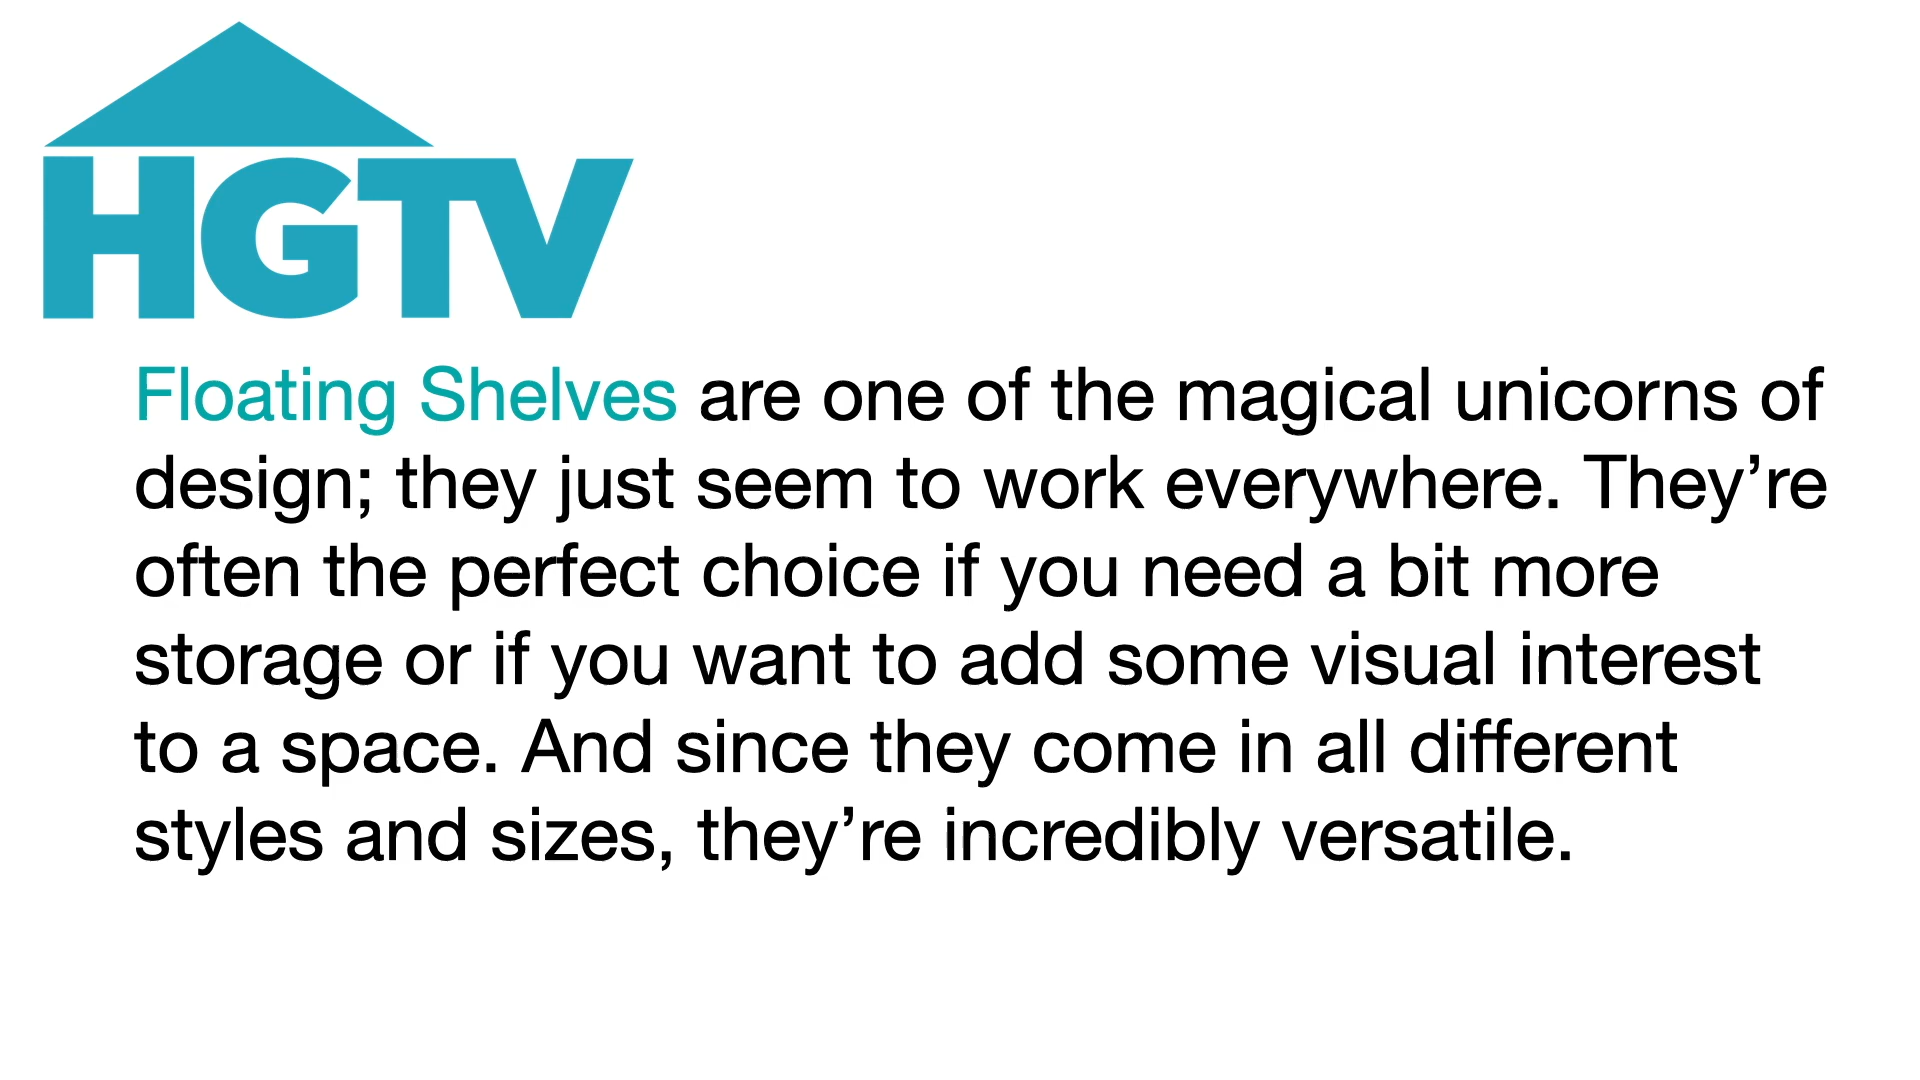 HGTV
Floating Shelves are one of the magical unicorns of
design; they just seem to work everywhere. They’re
often the perfect choice if you need a bit more
storage or if you want to add some visual interest
to a space. And since they come in all different
styles and sizes, they’re incredibly versatile.